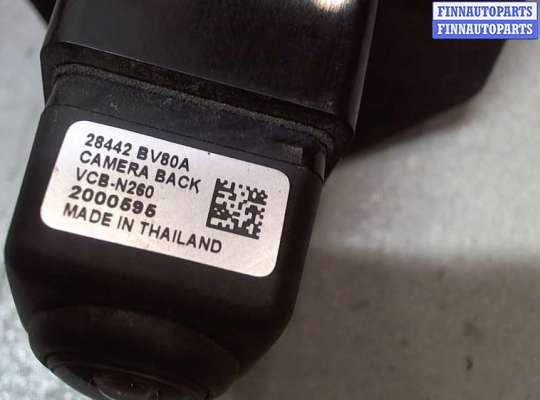 FINNAUTOPARTS
FINNAUTOPARTS
28442 BV80A
CAMERA BACK
VCB-N260
2000595
MADE IN THAILAND